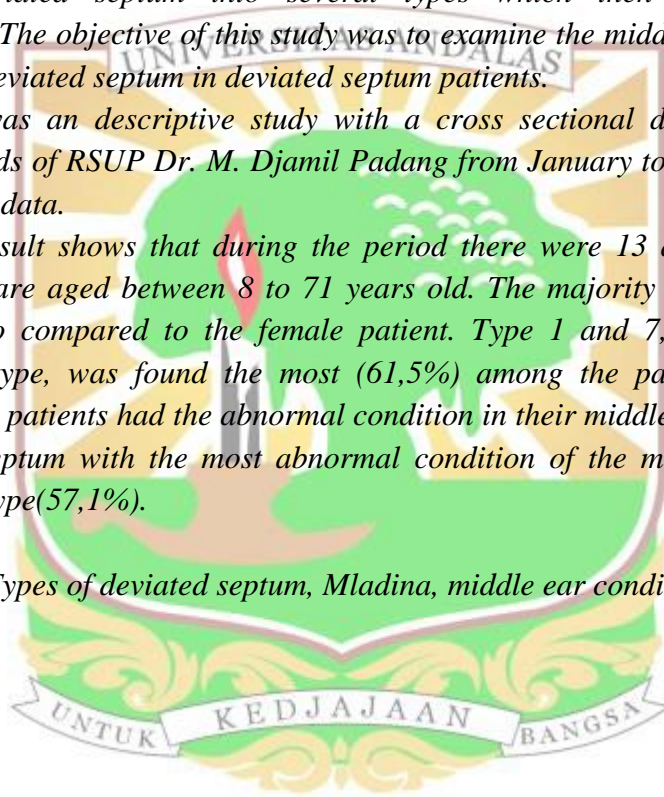 septum into several types which then
The objective of this study was to examine the midd
UNIVERSITAS ANDALAS
eviated septum in deviated septum patients.
was an descriptive study with a cross sectional d
ds of RSUP Dr. M. Djamil Padang from January to
data.
sult shows that during the period there were 13
are aged between 8 to 71 years old. The majority
o compared to the female patient. Type 1 and 7,
ype, was found the most (61,5%) among the pa
patients had the abnormal condition in their middle
eptum with the most abnormal condition of the m
ype(57,1%).
Types of deviated septum, Mladina, middle ear condi
UNTUK KEDJAJAAN BANGSA